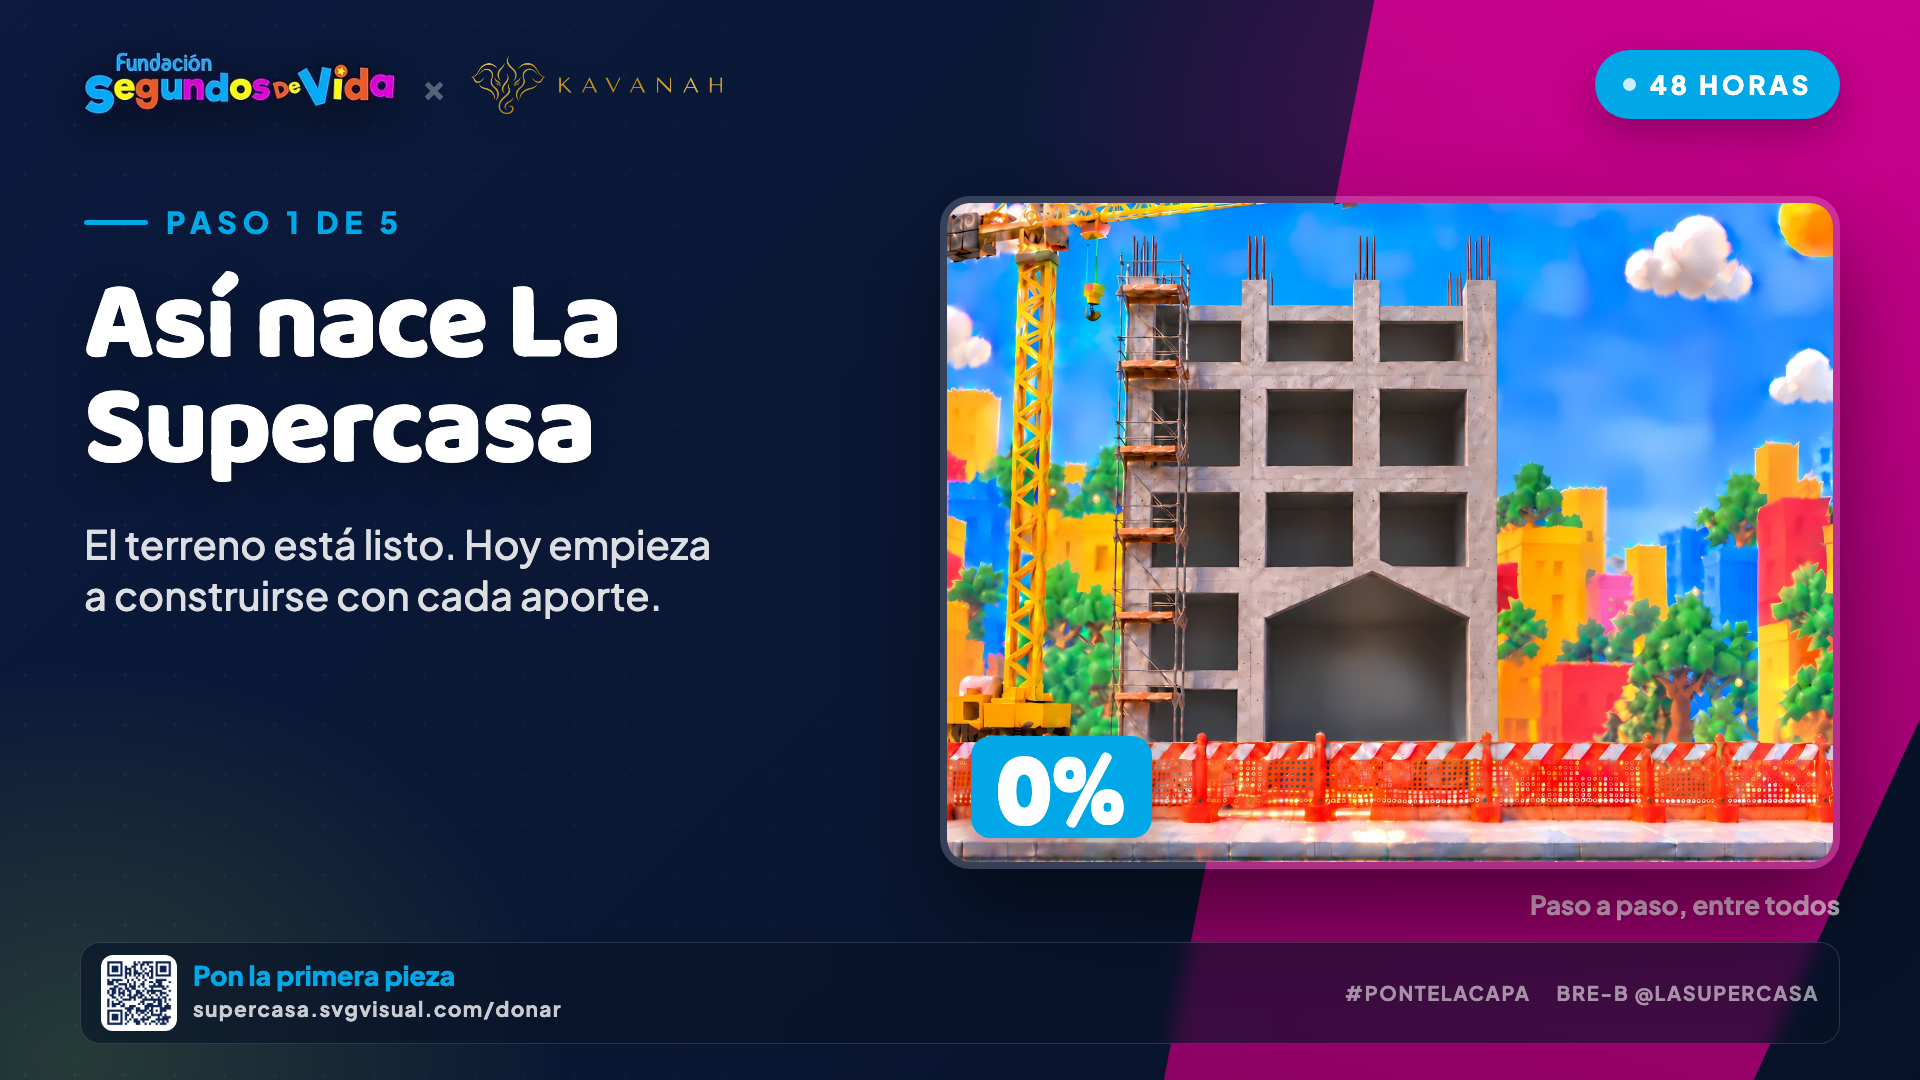 Fundación
Segundos DE Vida
×
KAVANAH
48 HORAS
PASO 1 DE 5
Así nace La
Supercasa
El terreno está listo. Hoy empieza
a construirse con cada aporte.
0%
Paso a paso, entre todos
Pon la primera pieza
supercasa.svgvisual.com/donar
#PONTELACAPA
BRE-B @LASUPERCASA